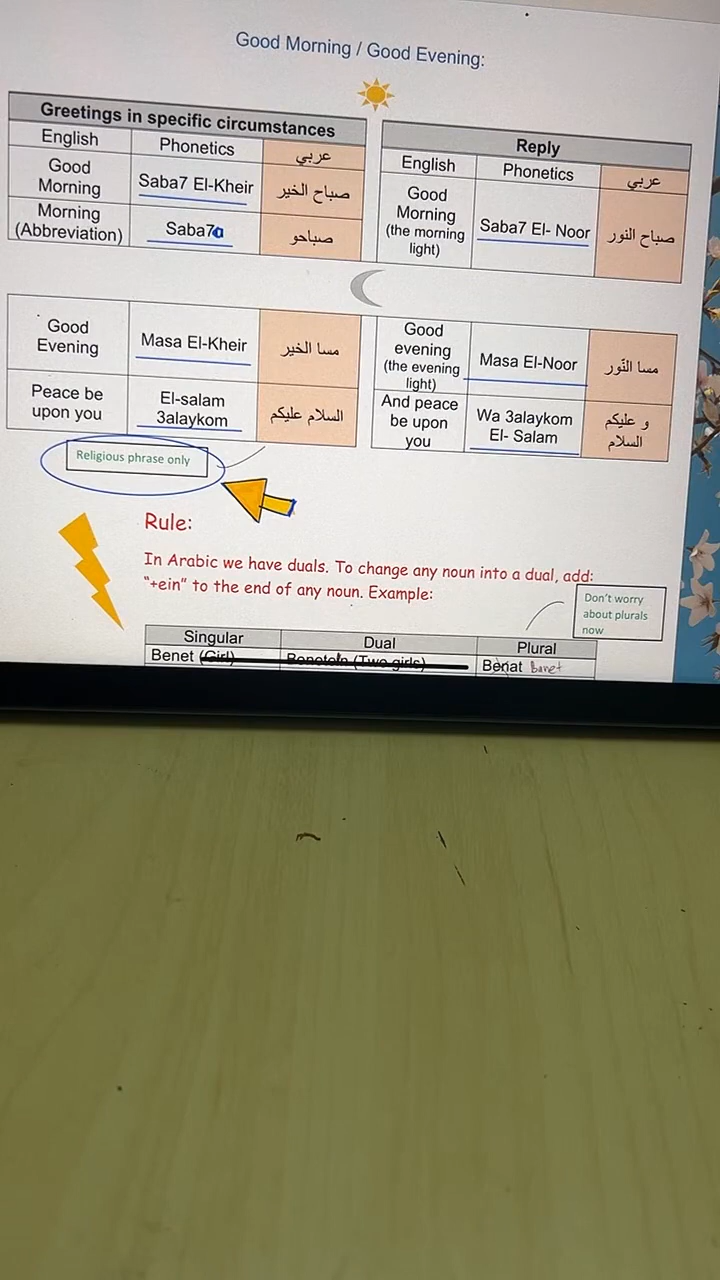 Good Morning / Good Evening:
Greetings in specific circumstances
English Phonetics عربي
Good Morning Saba7 El-Kheir صباح الخير
Morning (Abbreviation) Saba7o صباحو
Reply
English Phonetics عربي
Good Morning (the morning light) Saba7 El- Noor صباح النور
Good Evening Masa El-Kheir مسا الخير
Peace be upon you El-salam 3alaykom السلام عليكم
Good evening (the evening light) Masa El-Noor مسا النّور
And peace be upon you Wa 3alaykom El- Salam و عليكم السلام
Religious phrase only
Rule:
In Arabic we have duals. To change any noun into a dual, add:
"+ein" to the end of any noun. Example:
Don't worry
about plurals
now
Singular Dual Plural
Benet (Girl) Benetein (Two girls) Benat Banet